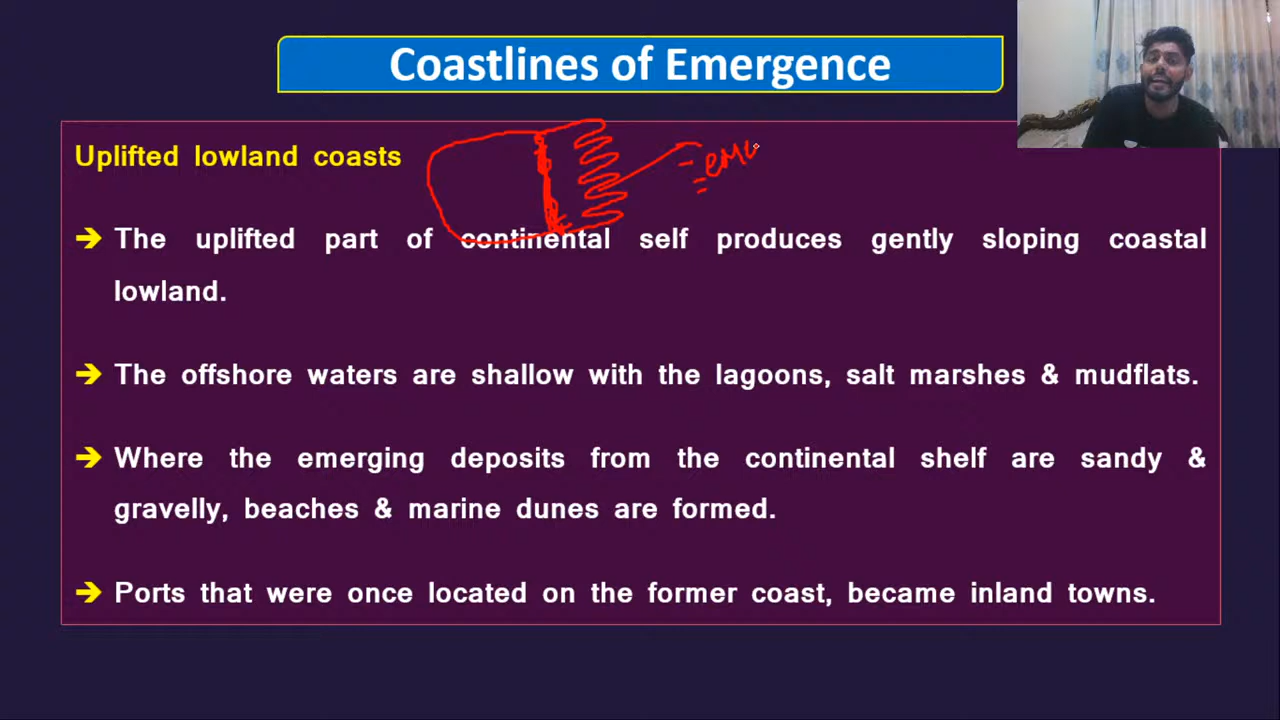 Coastlines of Emergence
Uplifted lowland coasts
eme
➔ The uplifted part of continental self produces gently sloping coastal
lowland.
➔ The offshore waters are shallow with the lagoons, salt marshes & mudflats.
➔ Where the emerging deposits from the continental shelf are sandy &
gravelly, beaches & marine dunes are formed.
➔ Ports that were once located on the former coast, became inland towns.